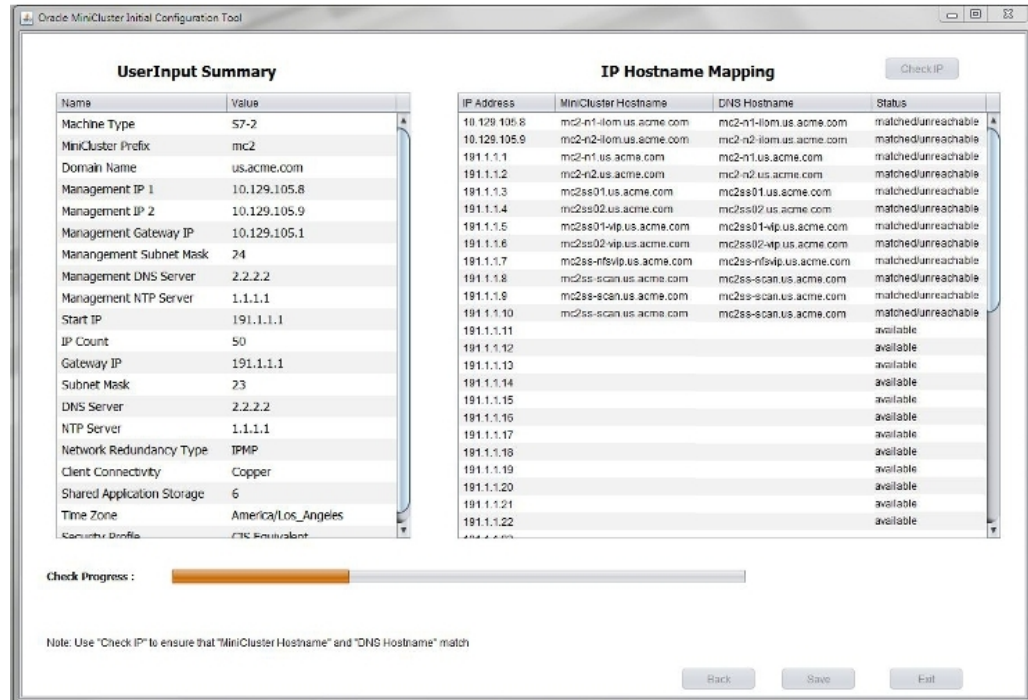 Oracle MiniCluster Initial Configuration Tool
UserInput Summary
Name Value
Machine Type S7-2
MiniCluster Prefix mc2
Domain Name us.acme.com
Management IP 1 10.129.105.8
Management IP 2 10.129.105.9
Management Gateway IP 10.129.105.1
Manangement Subnet Mask 24
Management DNS Server 2.2.2.2
Management NTP Server 1.1.1.1
Start IP 191.1.1.1
IP Count 50
Gateway IP 191.1.1.1
Subnet Mask 23
DNS Server 2.2.2.2
NTP Server 1.1.1.1
Network Redundancy Type IPMP
Client Connectivity Copper
Shared Application Storage 6
Time Zone America/Los_Angeles
Security Profile CIS Equivalent
IP Hostname Mapping
Check IP
IP Address MiniCluster Hostname DNS Hostname Status
10.129.105.8 mc2-n1-ilom.us.acme.com mc2-n1-ilom.us.acme.com matched/unreachable
10.129.105.9 mc2-n2-ilom.us.acme.com mc2-n2-ilom.us.acme.com matched/unreachable
191.1.1.1 mc2-n1.us.acme.com mc2-n1.us.acme.com matched/unreachable
191.1.1.2 mc2-n2.us.acme.com mc2-n2.us.acme.com matched/unreachable
191.1.1.3 mc2ss01.us.acme.com mc2ss01.us.acme.com matched/unreachable
191.1.1.4 mc2ss02.us.acme.com mc2ss02.us.acme.com matched/unreachable
191.1.1.5 mc2ss01-vip.us.acme.com mc2ss01-vip.us.acme.com matched/unreachable
191.1.1.6 mc2ss02-vip.us.acme.com mc2ss02-vip.us.acme.com matched/unreachable
191.1.1.7 mc2ss-nfsvip.us.acme.com mc2ss-nfsvip.us.acme.com matched/unreachable
191.1.1.8 mc2ss-scan.us.acme.com mc2ss-scan.us.acme.com matched/unreachable
191.1.1.9 mc2ss-scan.us.acme.com mc2ss-scan.us.acme.com matched/unreachable
191.1.1.10 mc2ss-scan.us.acme.com mc2ss-scan.us.acme.com matched/unreachable
191.1.1.11 available
191.1.1.12 available
191.1.1.13 available
191.1.1.14 available
191.1.1.15 available
191.1.1.16 available
191.1.1.17 available
191.1.1.18 available
191.1.1.19 available
191.1.1.20 available
191.1.1.21 available
191.1.1.22 available
Check Progress :
Note: Use "Check IP" to ensure that "MiniCluster Hostname" and "DNS Hostname" match
Back Save Exit